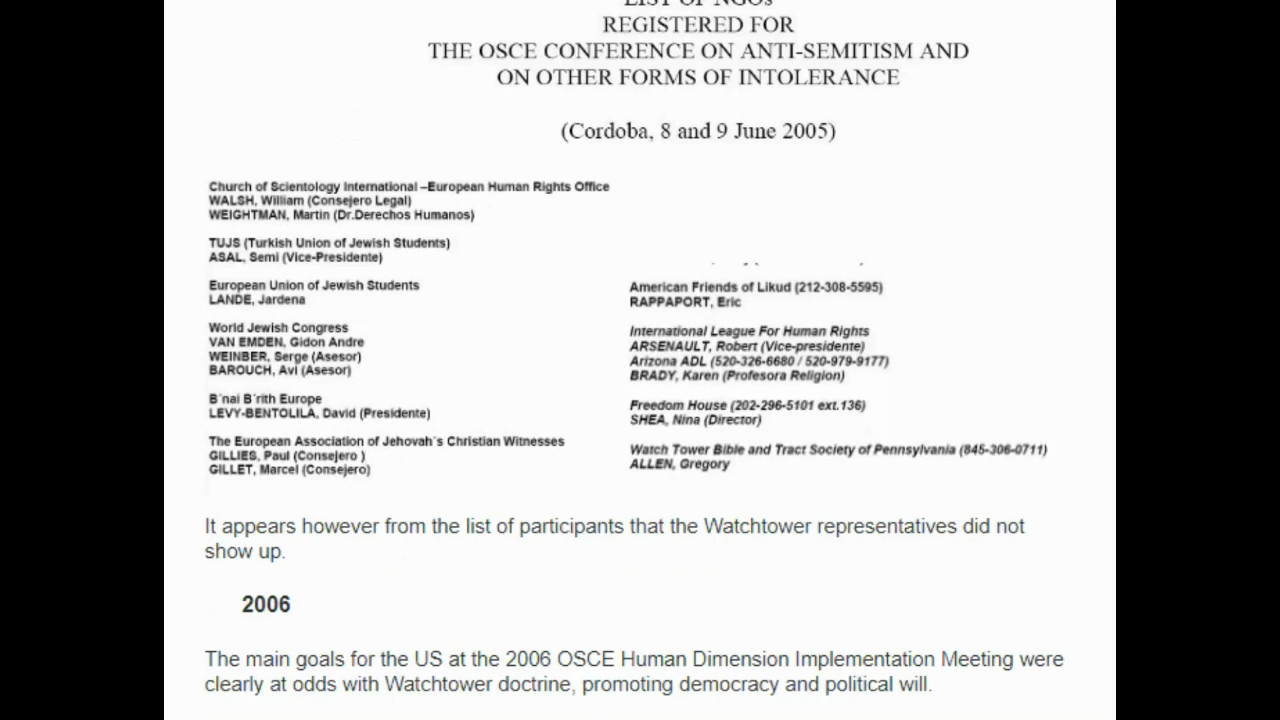 LIST OF NGOs
REGISTERED FOR
THE OSCE CONFERENCE ON ANTI-SEMITISM AND
ON OTHER FORMS OF INTOLERANCE
(Cordoba, 8 and 9 June 2005)
Church of Scientology International –European Human Rights Office
WALSH, William (Consejero Legal)
WEIGHTMAN, Martin (Dr.Derechos Humanos)
TUJS (Turkish Union of Jewish Students)
ASAL, Semi (Vice-Presidente)
European Union of Jewish Students
LANDE, Jardena
World Jewish Congress
VAN EMDEN, Gidon Andre
WEINBER, Serge (Asesor)
BAROUCH, Avi (Asesor)
B´nai B´rith Europe
LEVY-BENTOLILA, David (Presidente)
The European Association of Jehovah´s Christian Witnesses
GILLIES, Paul (Consejero )
GILLET, Marcel (Consejero)
American Friends of Likud (212-308-5595)
RAPPAPORT, Eric
International League For Human Rights
ARSENAULT, Robert (Vice-presidente)
Arizona ADL (520-326-6680 / 520-979-9177)
BRADY, Karen (Profesora Religion)
Freedom House (202-296-5101 ext.136)
SHEA, Nina (Director)
Watch Tower Bible and Tract Society of Pennsylvania (845-306-0711)
ALLEN, Gregory
It appears however from the list of participants that the Watchtower representatives did not
show up.
2006
The main goals for the US at the 2006 OSCE Human Dimension Implementation Meeting were
clearly at odds with Watchtower doctrine, promoting democracy and political will.